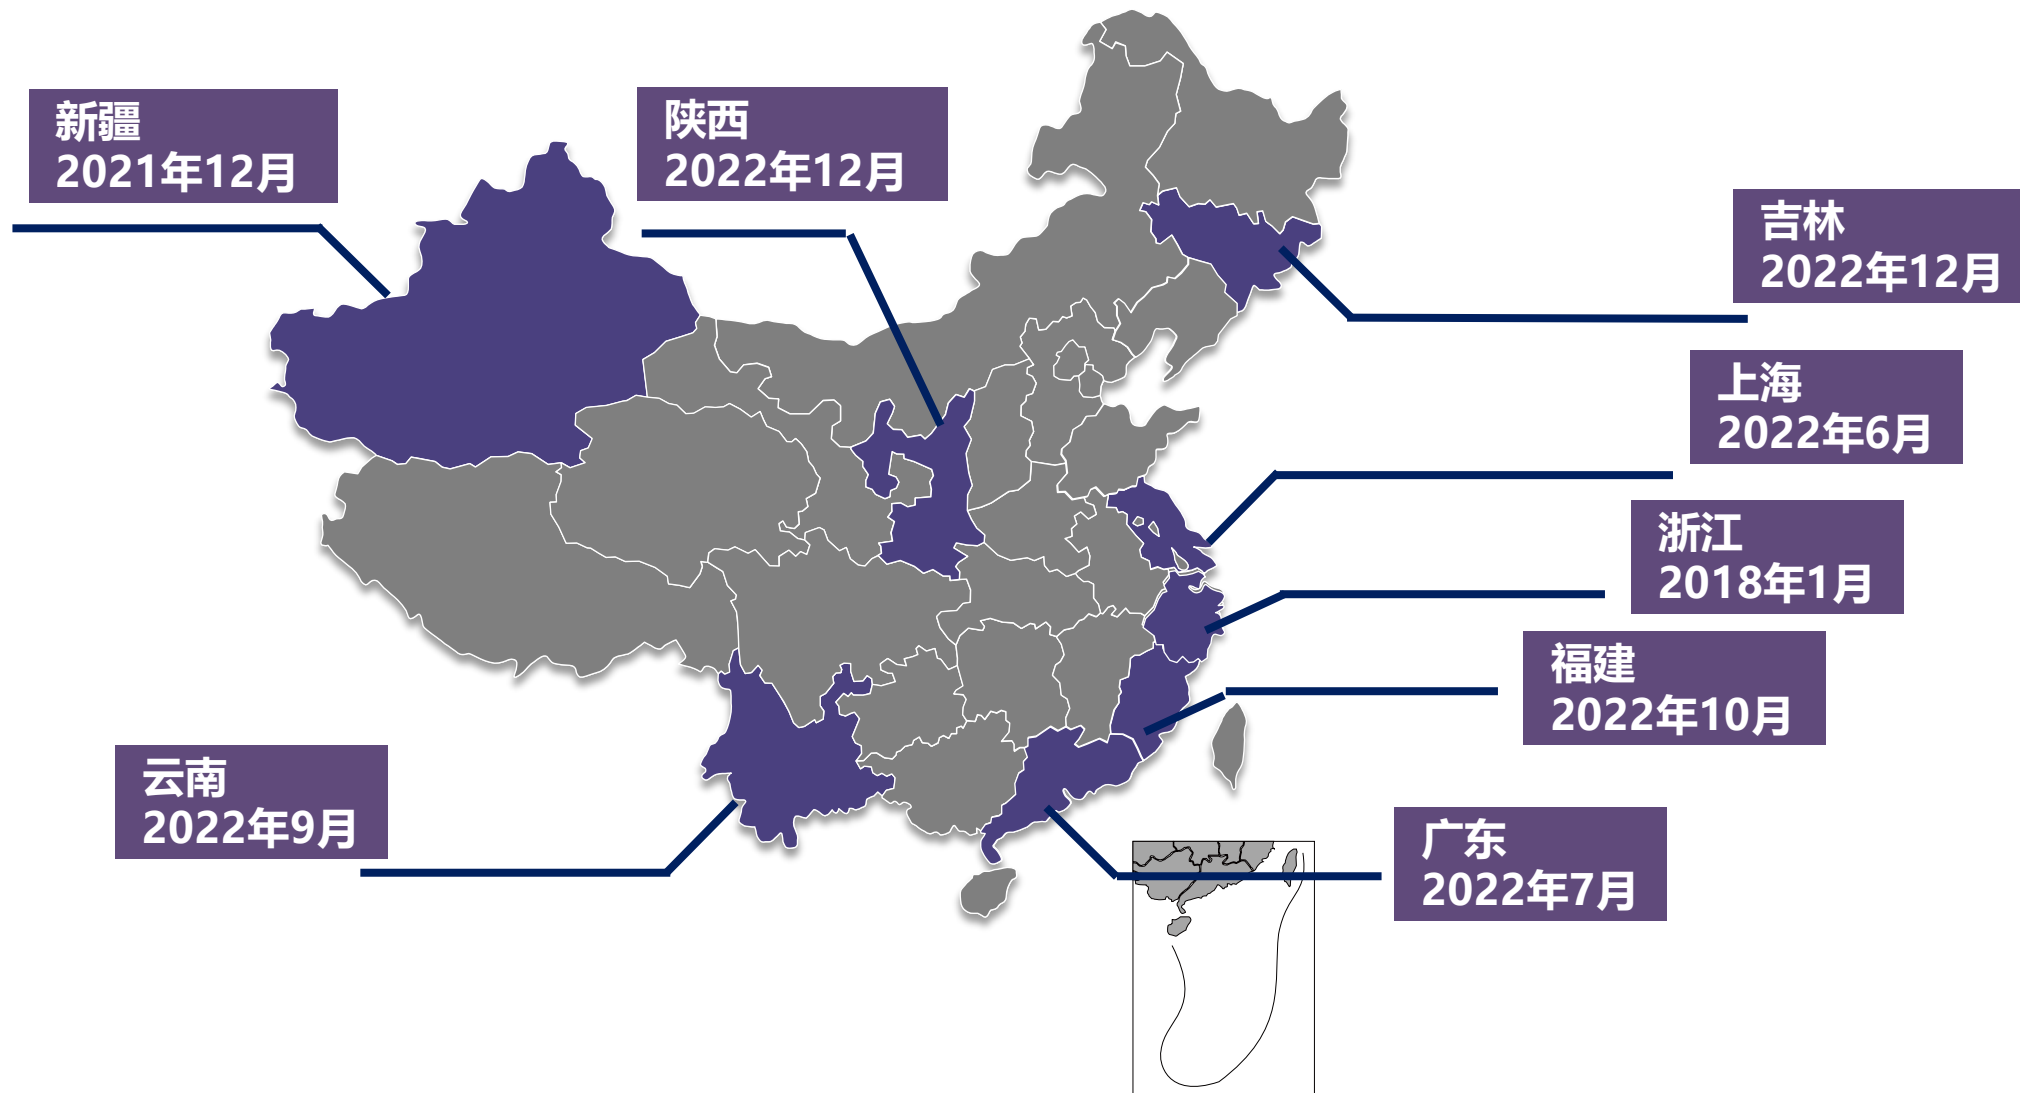 新疆
2021年12月
陕西
2022年12月
吉林
2022年12月
上海
2022年6月
浙江
2018年1月
福建
2022年10月
云南
2022年9月
广东
2022年7月